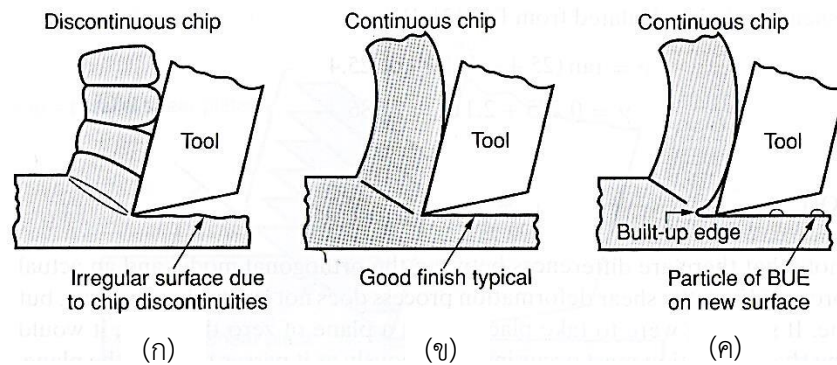 Discontinuous chip
Continuous chip
Continuous chip
Tool
Tool
Tool
Built-up edge
Irregular surface due
to chip discontinuities
Good finish typical
Particle of BUE
on new surface
(ก)
(ข)
(ค)